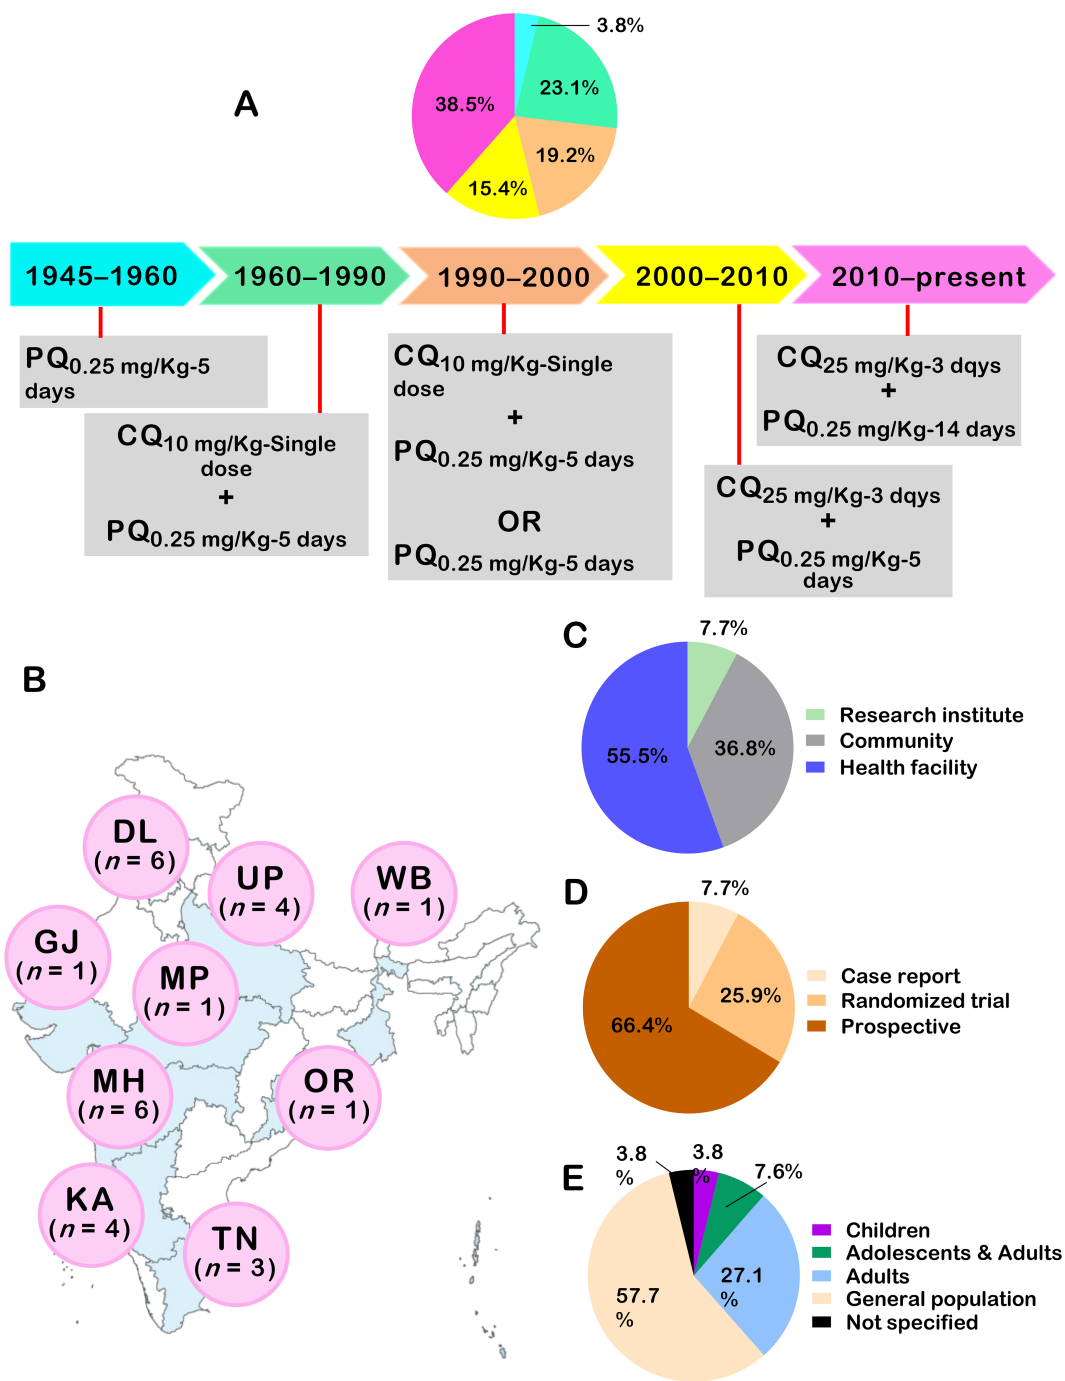 3.8%
A
23.1%
38.5%
19.2%
15.4%
1945–1960
1960–1990
1990–2000
2000–2010
2010–present
PQ0.25 mg/Kg-5
days
CQ10 mg/Kg-Single
dose
+
PQ0.25 mg/Kg-5 days
CQ10 mg/Kg-Single
dose
+
PQ0.25 mg/Kg-5 days
OR
PQ0.25 mg/Kg-5 days
CQ25 mg/Kg-3 dqys
+
PQ0.25 mg/Kg-5
days
CQ25 mg/Kg-3 dqys
+
PQ0.25 mg/Kg-14 days
B
DL
(n = 6)
UP
(n = 4)
WB
(n = 1)
GJ
(n = 1)
MP
(n = 1)
MH
(n = 6)
OR
(n = 1)
KA
(n = 4)
TN
(n = 3)
C
7.7%
55.5%
36.8%
Research institute
Community
Health facility
D
7.7%
25.9%
66.4%
Case report
Randomized trial
Prospective
E
3.8
%
3.8
%
7.6%
27.1
%
57.7
%
Children
Adolescents & Adults
Adults
General population
Not specified